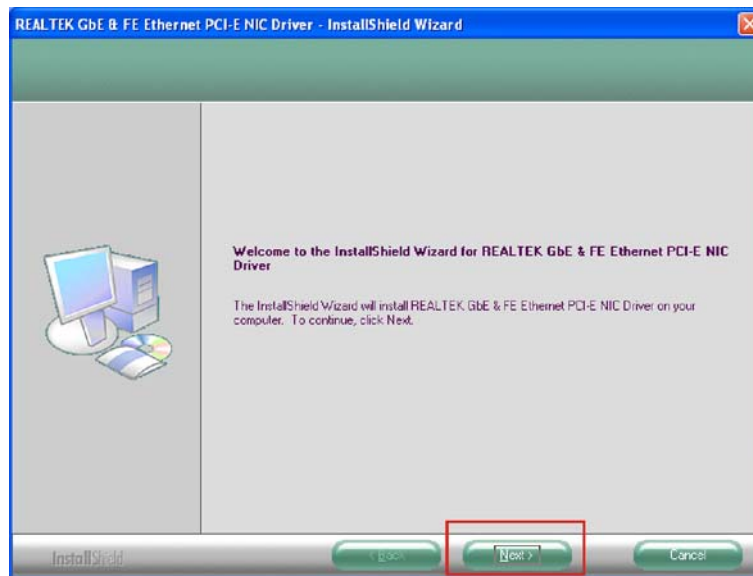 REALTEK GbE & FE Ethernet PCI-E NIC Driver - InstallShield Wizard
Welcome to the InstallShield Wizard for REALTEK GbE & FE Ethernet PCI-E NIC
Driver
The InstallShield Wizard will install REALTEK GbE & FE Ethernet PCI-E NIC Driver on your
computer. To continue, click Next.
InstallShield
< Back
Next >
Cancel